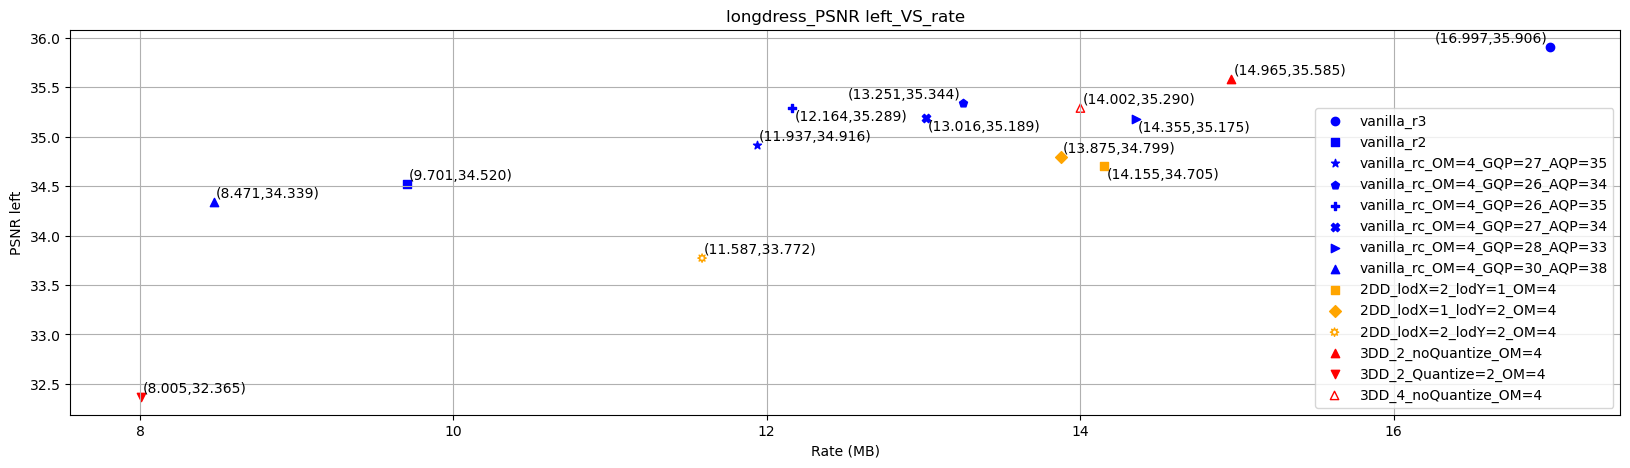 longdress_PSNR left_VS_rate
PSNR left
36.0
35.5
35.0
34.5
34.0
33.5
33.0
32.5
(16.997,35.906)
(14.965,35.585)
(13.251,35.344)
(14.002,35.290)
(12.164,35.289)
(13.016,35.189)
(14.355,35.175)
(11.937,34.916)
(13.875,34.799)
(14.155,34.705)
(9.701,34.520)
(8.471,34.339)
(11.587,33.772)
(8.005,32.365)
vanilla_r3
vanilla_r2
vanilla_rc_OM=4_GQP=27_AQP=35
vanilla_rc_OM=4_GQP=26_AQP=34
vanilla_rc_OM=4_GQP=26_AQP=35
vanilla_rc_OM=4_GQP=27_AQP=34
vanilla_rc_OM=4_GQP=28_AQP=33
vanilla_rc_OM=4_GQP=30_AQP=38
2DD_lodX=2_lodY=1_OM=4
2DD_lodX=1_lodY=2_OM=4
2DD_lodX=2_lodY=2_OM=4
3DD_2_noQuantize_OM=4
3DD_2_Quantize=2_OM=4
3DD_4_noQuantize_OM=4
8
10
12
14
16
Rate (MB)